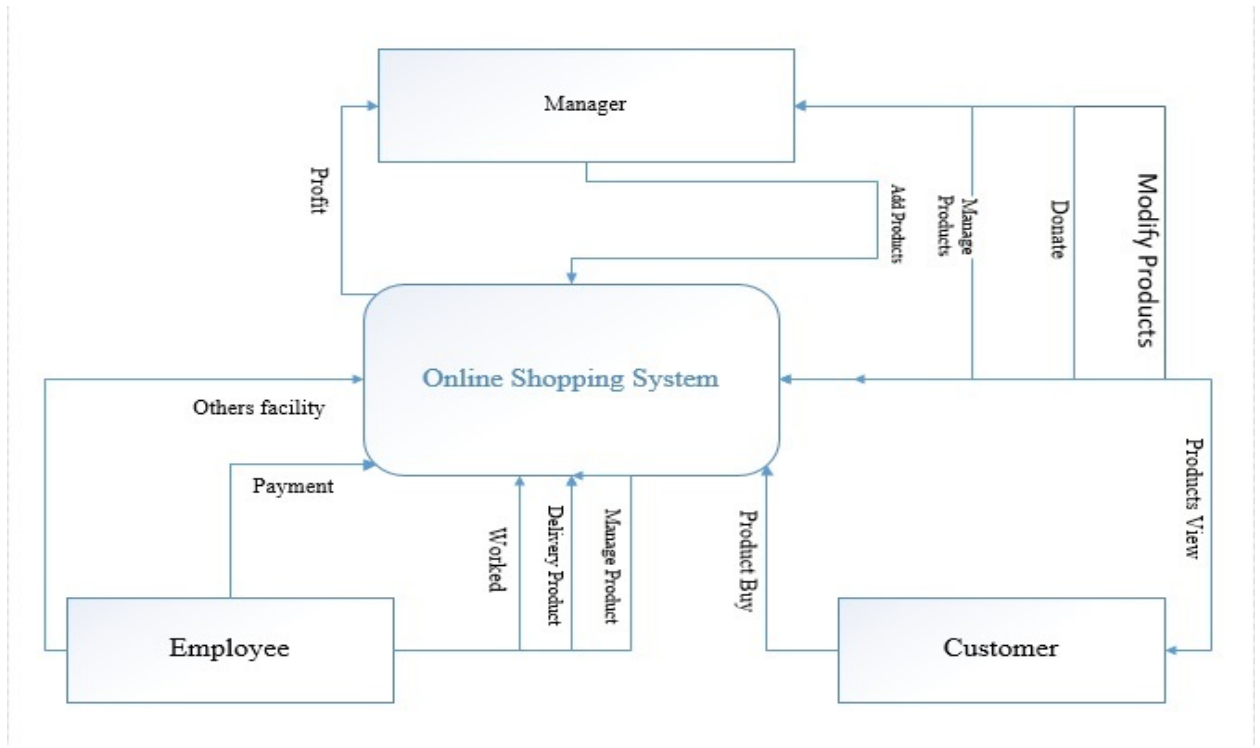 Manager
Profit
Add Products
Manage
Products
Donate
Modify Products
Online Shopping System
Others facility
Payment
Worked
Delivery Product
Manage Product
Product Buy
Products View
Employee
Customer